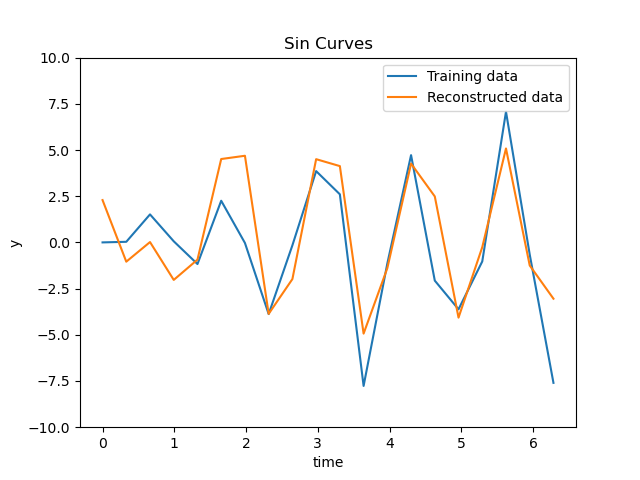 Sin Curves
Training data
Reconstructed data
10.0
7.5
5.0
2.5
0.0
−2.5
−5.0
−7.5
−10.0
y
0 1 2 3 4 5 6
time